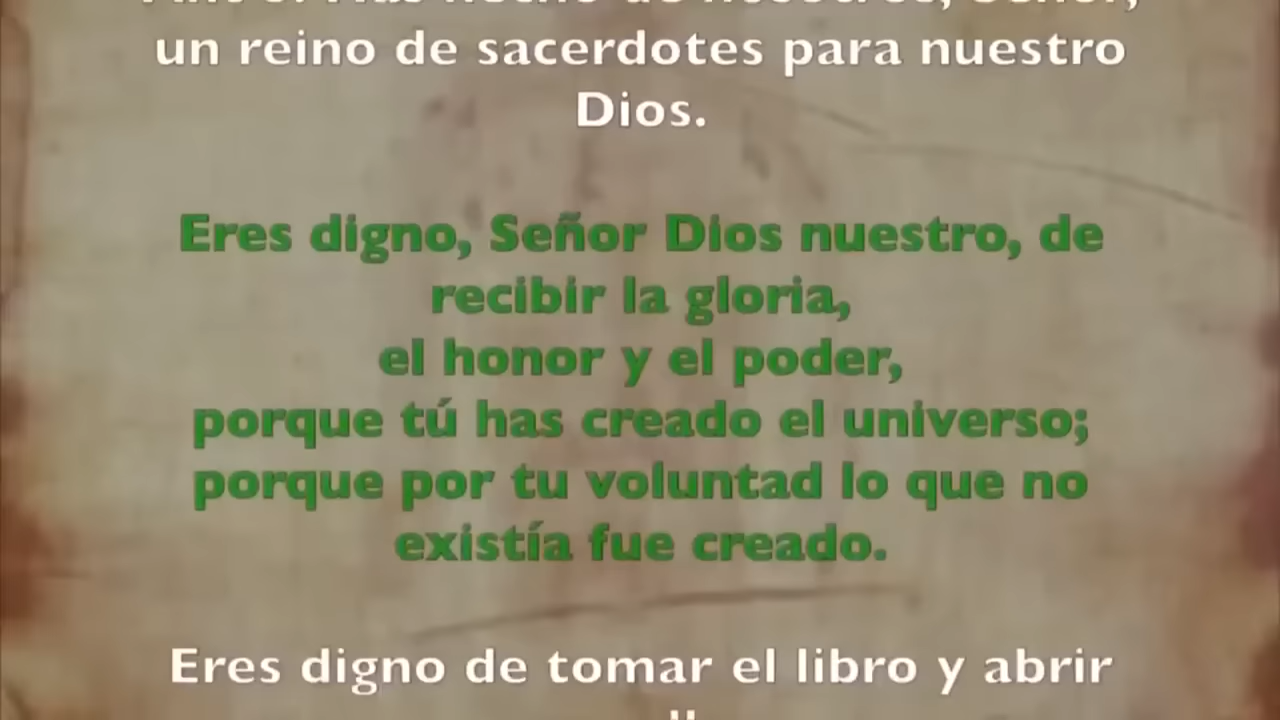 un reino de sacerdotes para nuestro
Dios.
Eres digno, Señor Dios nuestro, de
recibir la gloria,
el honor y el poder,
porque tú has creado el universo;
porque por tu voluntad lo que no
existía fue creado.
Eres digno de tomar el libro y abrir